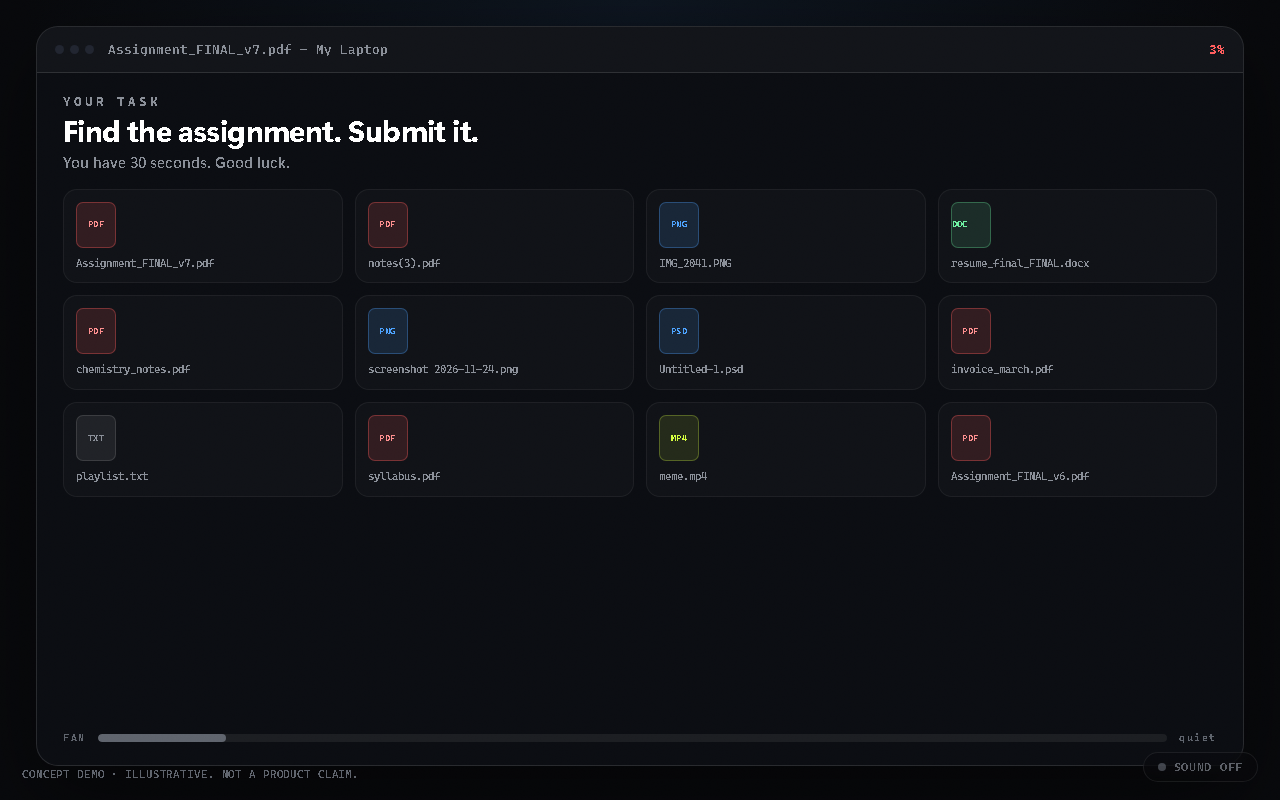 Assignment_FINAL_v7.pdf — My Laptop
3%
YOUR TASK
Find the assignment. Submit it.
You have 30 seconds. Good luck.
PDF
PDF
PNG
DOC
Assignment_FINAL_v7.pdf
notes(3).pdf
IMG_2041.PNG
resume_final_FINAL.docx
PDF
PNG
PSD
PDF
chemistry_notes.pdf
screenshot 2026-11-24.png
Untitled-1.psd
invoice_march.pdf
TXT
PDF
MP4
PDF
playlist.txt
syllabus.pdf
meme.mp4
Assignment_FINAL_v6.pdf
FAN
quiet
CONCEPT DEMO · ILLUSTRATIVE. NOT A PRODUCT CLAIM.
SOUND OFF